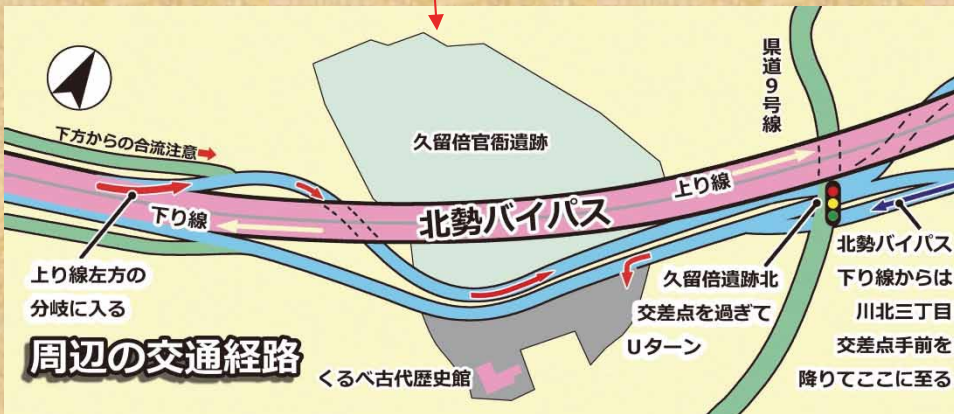 県道9号線
下方からの合流注意
久留倍官衙遺跡
上り線
下り線
北勢バイパス
上り線左方の
分岐に入る
久留倍遺跡北
交差点を過ぎて
Uターン
北勢バイパス
下り線からは
川北三丁目
交差点手前を
降りてここに至る
周辺の交通経路
くるべ古代歴史館